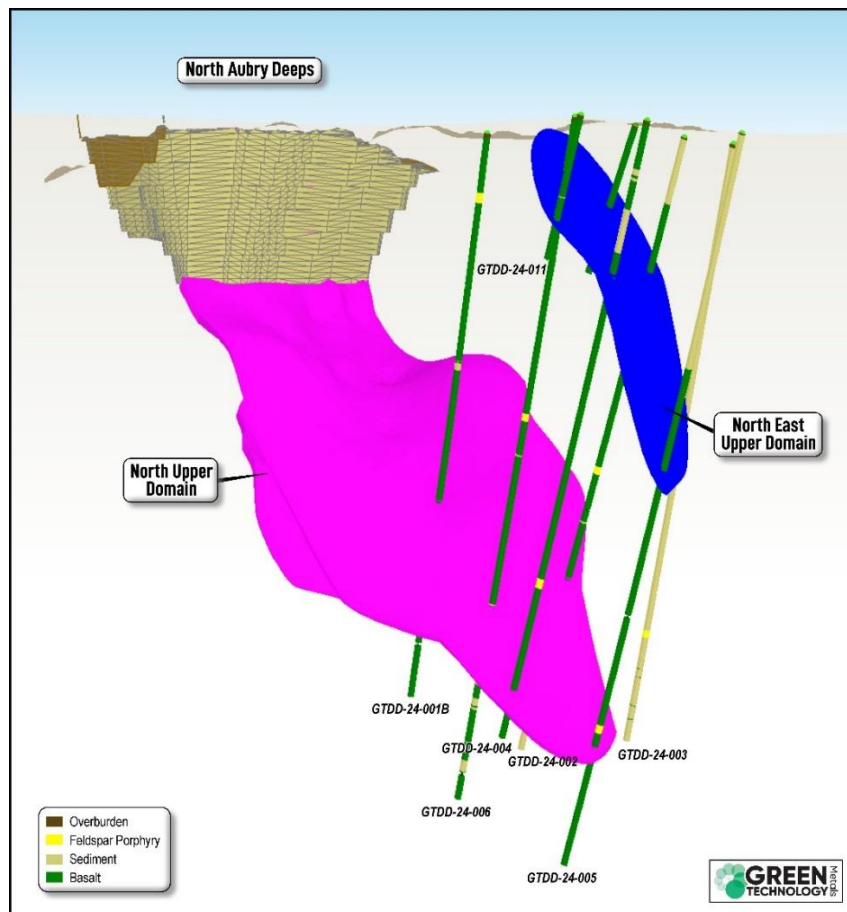 North Aubry Deeps
GTDD-24-011
North East
Upper Domain
North Upper
Domain
GTDD-24-001B
GTDD-24-004
GTDD-24-002
GTDD-24-003
GTDD-24-006
GTDD-24-005
Overburden
Feldspar Porphyry
Sediment
Basalt
GREEN
TECHNOLOGY
Metals